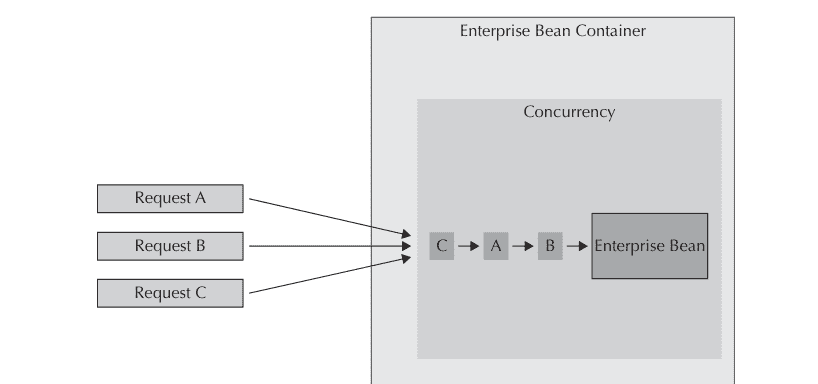 Enterprise Bean Container
Concurrency
Request A
Request B
Request C
C
A
B
Enterprise Bean